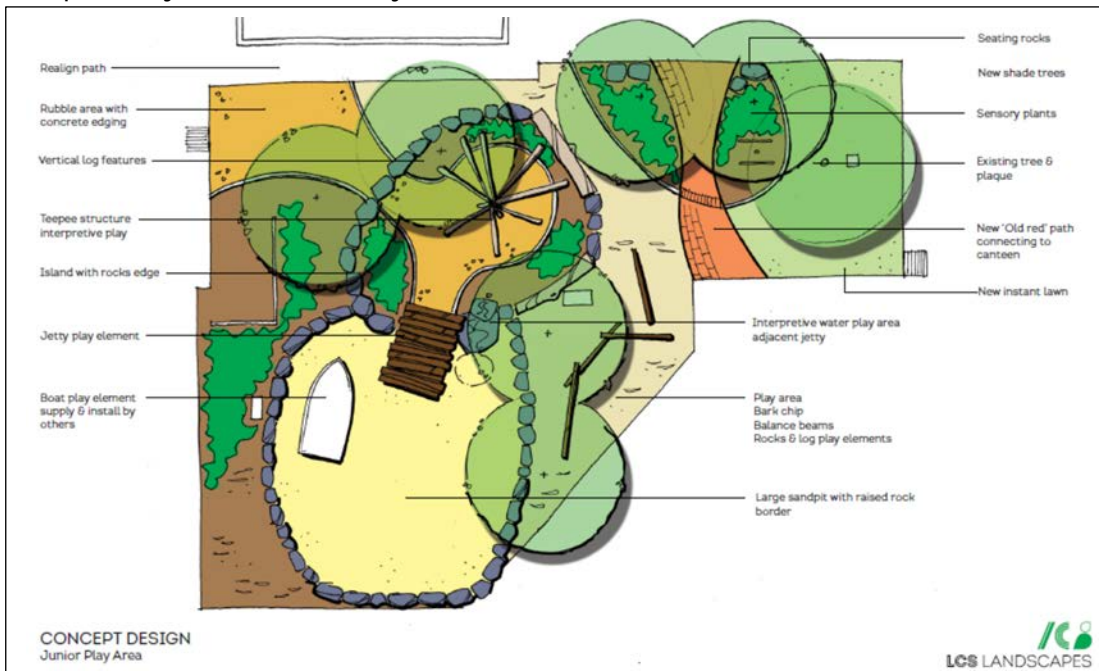 Realign path
Rubble area with
concrete edging
Vertical log features
Teepee structure
interpretive play
Island with rocks edge
Jetty play element
Boat play element
supply & install by
others
Seating rocks
New shade trees
Sensory plants
Existing tree &
plaque
New 'Old red' path
connecting to
canteen
New instant lawn
Interpretive water play area
adjacent jetty
Play area
Bark chip
Balance beams
Rocks & log play elements
Large sandpit with raised rock
border
CONCEPT DESIGN
Junior Play Area
LCS LANDSCAPES